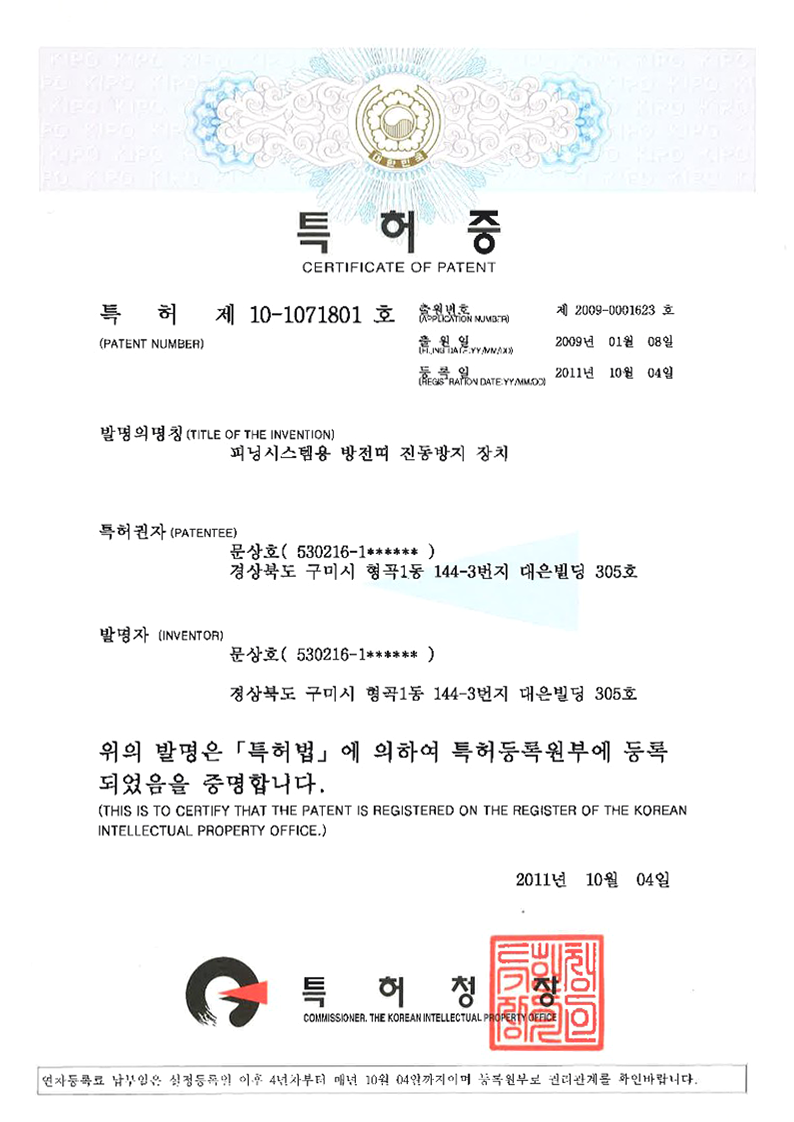 KIPO KIPO KIPO
대한민국
특 허 증
CERTIFICATE OF PATENT
특 허 제 10-1071801 호
(PATENT NUMBER)
출원번호 제 2009-0001623 호
(APPLICATION NUMBER)
출 원 일 2009년 01월 08일
(FILING DATE:YY/MM/DD)
등 록 일 2011년 10월 04일
(REGISTRATION DATE:YY/MM/DD)
발명의명칭 (TITLE OF THE INVENTION)
피닝시스템용 방전띠 진동방지 장치
특허권자 (PATENTEE)
문상호( 530216-1****** )
경상북도 구미시 형곡1동 144-3번지 대은빌딩 305호
발명자 (INVENTOR)
문상호( 530216-1****** )
경상북도 구미시 형곡1동 144-3번지 대은빌딩 305호
위의 발명은 「특허법」에 의하여 특허등록원부에 등록
되었음을 증명합니다.
(THIS IS TO CERTIFY THAT THE PATENT IS REGISTERED ON THE REGISTER OF THE KOREAN
INTELLECTUAL PROPERTY OFFICE.)
2011년 10월 04일
특 허 청 장
COMMISSIONER, THE KOREAN INTELLECTUAL PROPERTY OFFICE
연차등록료 납부일은 설정등록일 이후 4년차부터 매년 10월 04일까지이며 등록원부로 권리관계를 확인바랍니다.